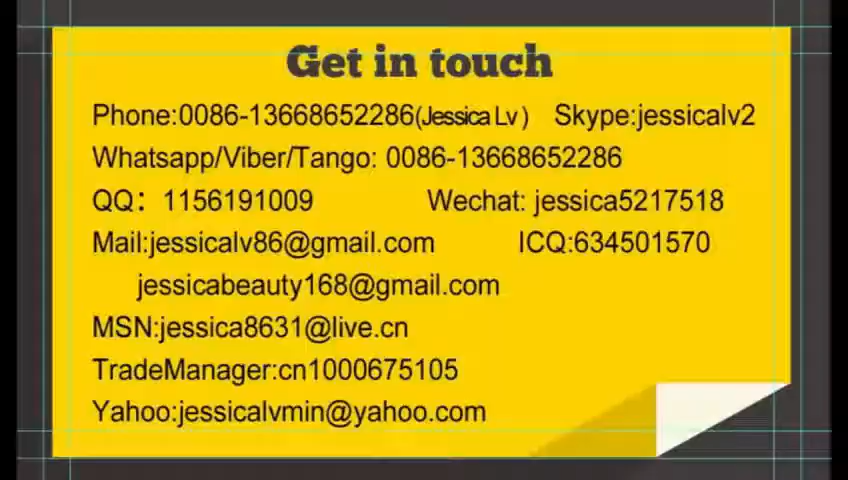 Get in touch
Phone:0086-13668652286(Jessica Lv) Skype:jessicalv2
Whatsapp/Viber/Tango: 0086-13668652286
QQ: 1156191009 Wechat: jessica5217518
Mail:jessicalv86@gmail.com ICQ:634501570
jessicabeauty168@gmail.com
MSN:jessica8631@live.cn
TradeManager:cn1000675105
Yahoo:jessicalvmin@yahoo.com